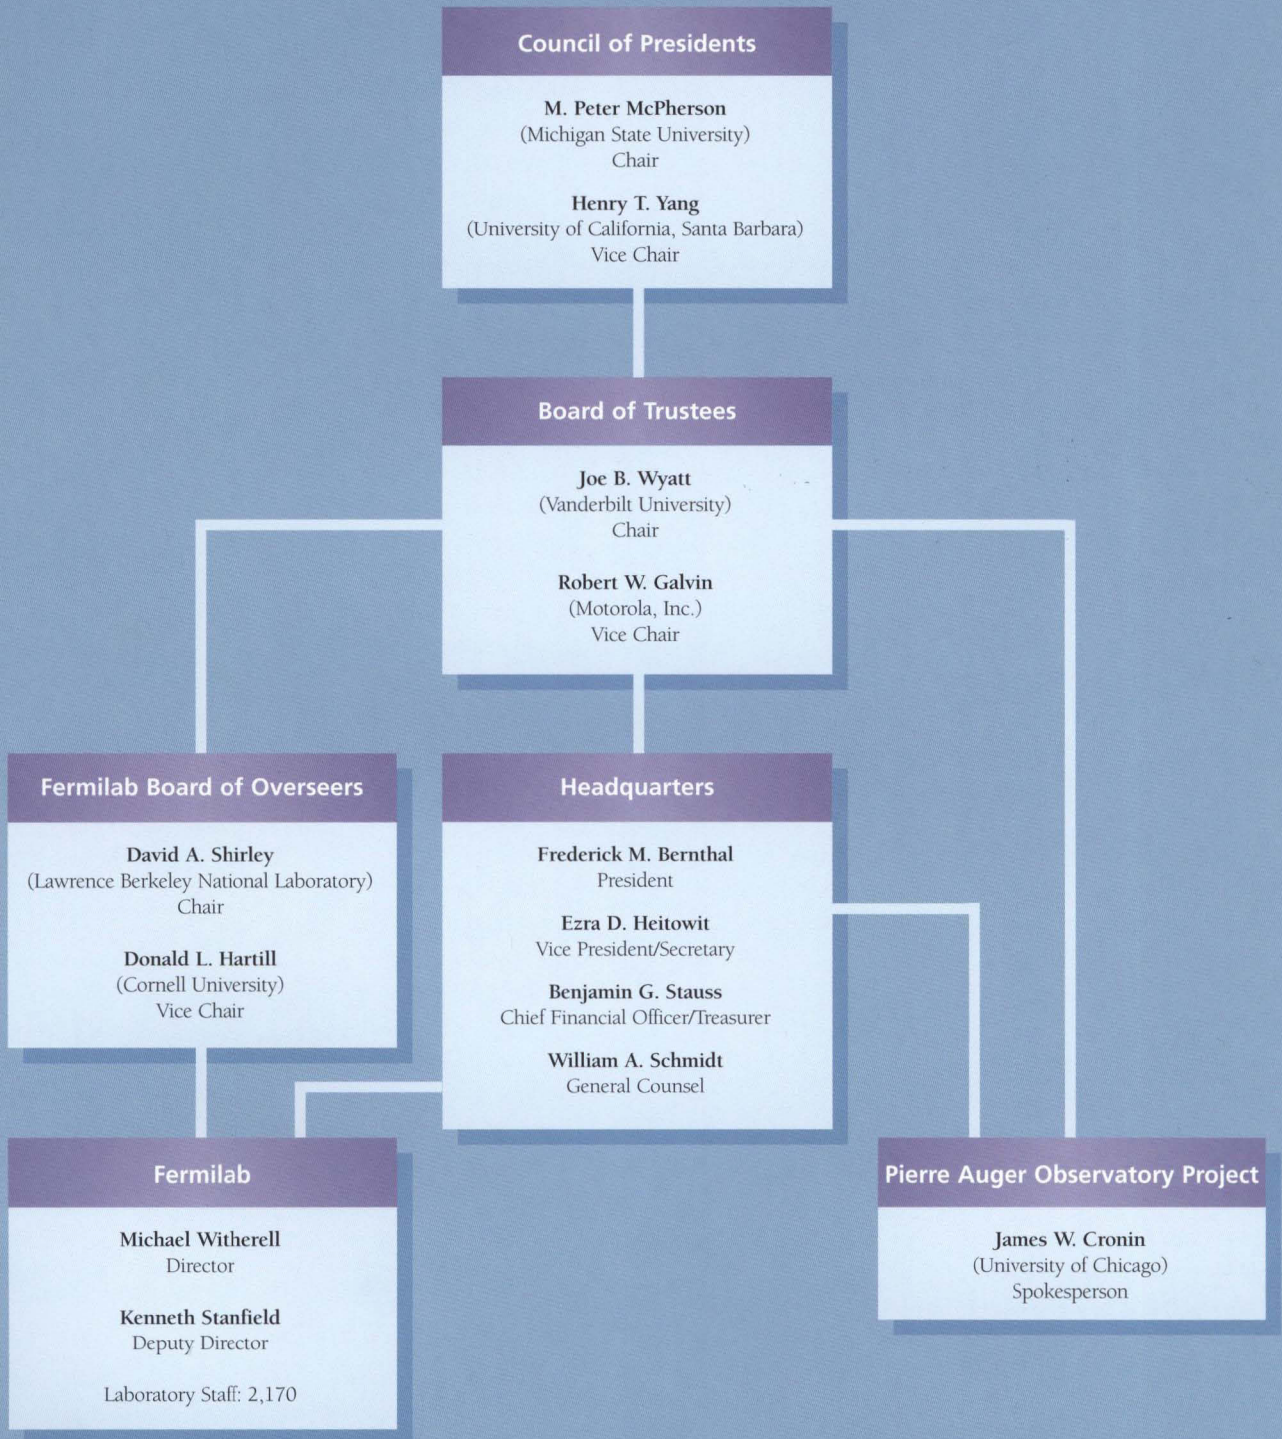 Council of Presidents
M. Peter McPherson
(Michigan State University)
Chair
Henry T. Yang
(University of California, Santa Barbara)
Vice Chair
Board of Trustees
Joe B. Wyatt
(Vanderbilt University)
Chair
Robert W. Galvin
(Motorola, Inc.)
Vice Chair
Fermilab Board of Overseers
David A. Shirley
(Lawrence Berkeley National Laboratory)
Chair
Donald L. Hartill
(Cornell University)
Vice Chair
Headquarters
Frederick M. Bernthal
President
Ezra D. Heitowit
Vice President/Secretary
Benjamin G. Stauss
Chief Financial Officer/Treasurer
William A. Schmidt
General Counsel
Fermilab
Michael Witherell
Director
Kenneth Stanfield
Deputy Director
Laboratory Staff: 2,170
Pierre Auger Observatory Project
James W. Cronin
(University of Chicago)
Spokesperson